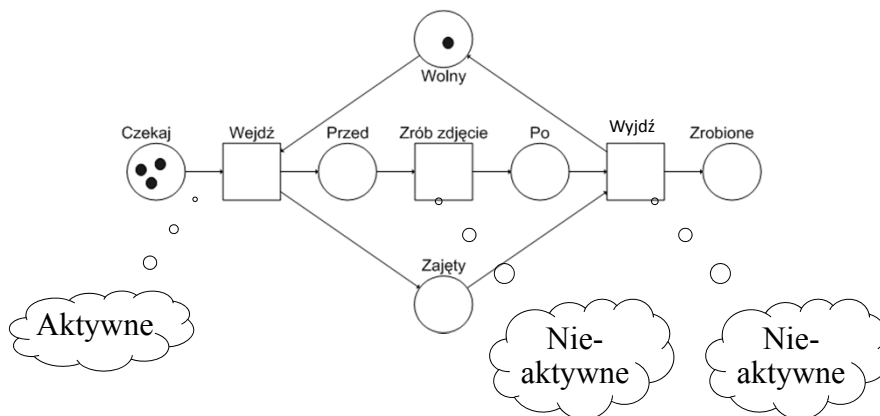 Wolny
Czekaj
Wejdź
Przed
Zrób zdjęcie
Po
Wyjdź
Zrobione
Zajęty
Aktywne
Nie-
aktywne
Nie-
aktywne